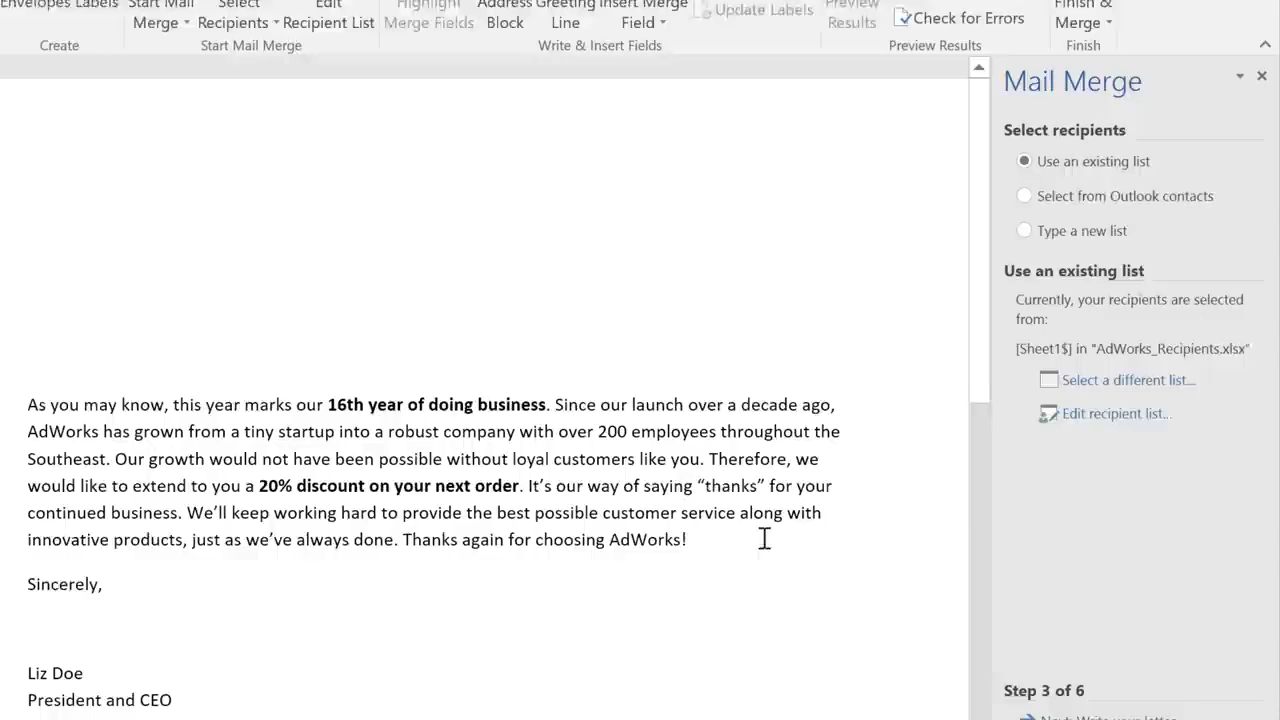 Envelopes Labels Start Mail Select Edit Highlight Address Greeting Insert Merge Update Labels Preview Finish &
Merge Recipients Recipient List Merge Fields Block Line Field Results Check for Errors Merge
Create Start Mail Merge Write & Insert Fields Preview Results Finish
Mail Merge
Select recipients
Use an existing list
Select from Outlook contacts
Type a new list
Use an existing list
Currently, your recipients are selected
from:
[Sheet1$] in "AdWorks_Recipients.xlsx"
Select a different list...
Edit recipient list...
As you may know, this year marks our 16th year of doing business. Since our launch over a decade ago,
AdWorks has grown from a tiny startup into a robust company with over 200 employees throughout the
Southeast. Our growth would not have been possible without loyal customers like you. Therefore, we
would like to extend to you a 20% discount on your next order. It’s our way of saying “thanks” for your
continued business. We’ll keep working hard to provide the best possible customer service along with
innovative products, just as we’ve always done. Thanks again for choosing AdWorks!
Sincerely,
Liz Doe
President and CEO
Step 3 of 6
Next: Write your letter